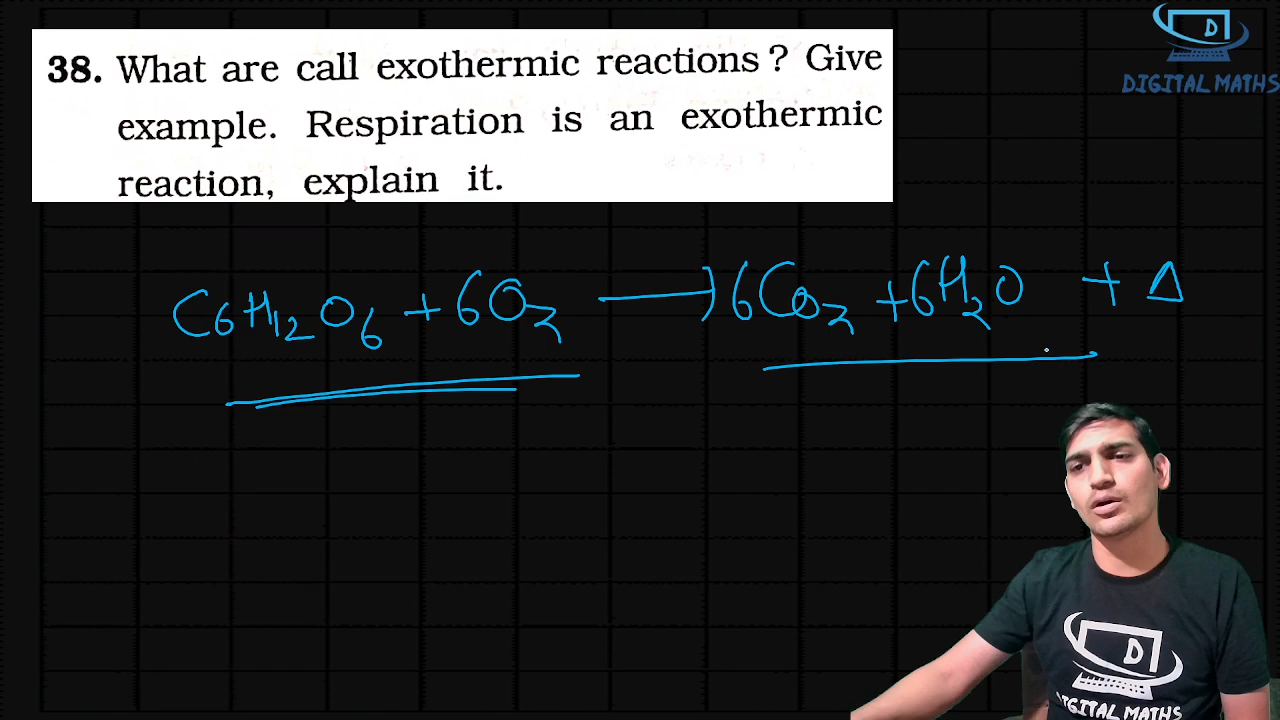 38. What are call exothermic reactions ? Give
example. Respiration is an exothermic
reaction, explain it.
D
DIGITAL MATHS
C6H12O6 + 6O2 → 6CO2 + 6H2O + Δ
D
DIGITAL MATHS